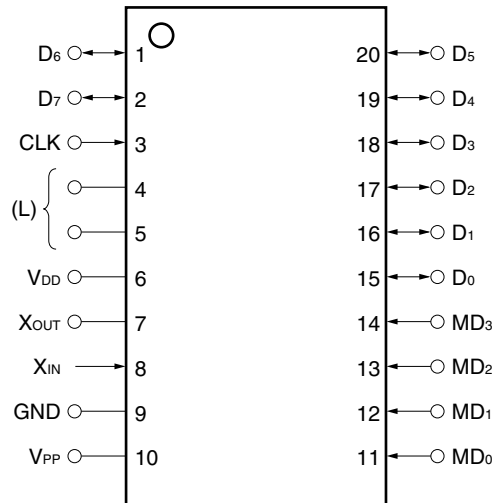 D6 1 20 D5
D7 2 19 D4
CLK 3 18 D3
(L) 4 17 D2
5 16 D1
VDD 6 15 D0
XOUT 7 14 MD3
XIN 8 13 MD2
GND 9 12 MD1
VPP 10 11 MD0